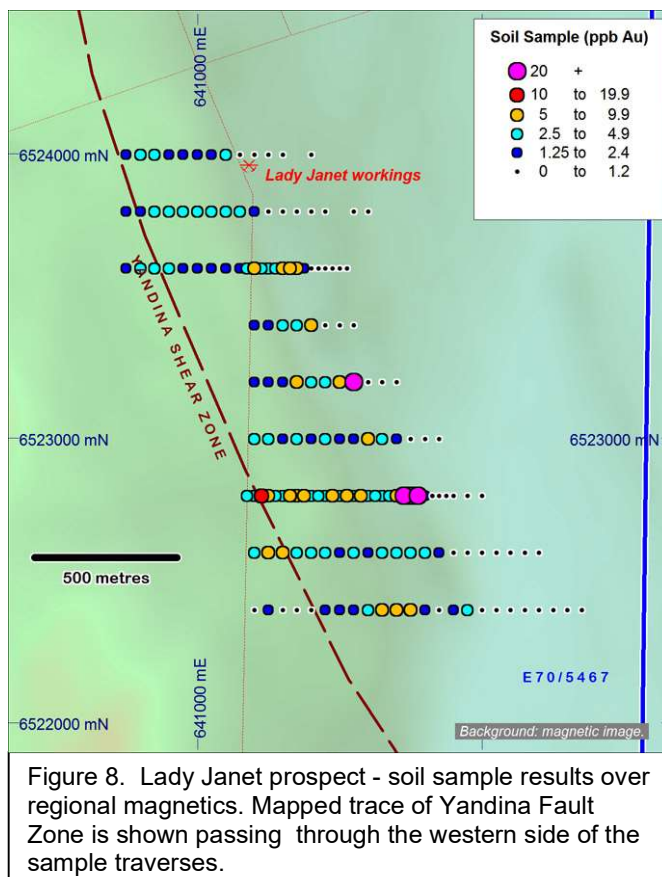 641000 mE
Soil Sample (ppb Au)
20 +
10 to 19.9
5 to 9.9
2.5 to 4.9
1.25 to 2.4
0 to 1.2
6524000 mN
Lady Janet workings
YANDINA SHEAR ZONE
6523000 mN
6523000 mN
500 metres
641000 mE
E70/5467
6522000 mN
Background: magnetic image.
Figure 8. Lady Janet prospect - soil sample results over
regional magnetics. Mapped trace of Yandina Fault
Zone is shown passing through the western side of the
sample traverses.